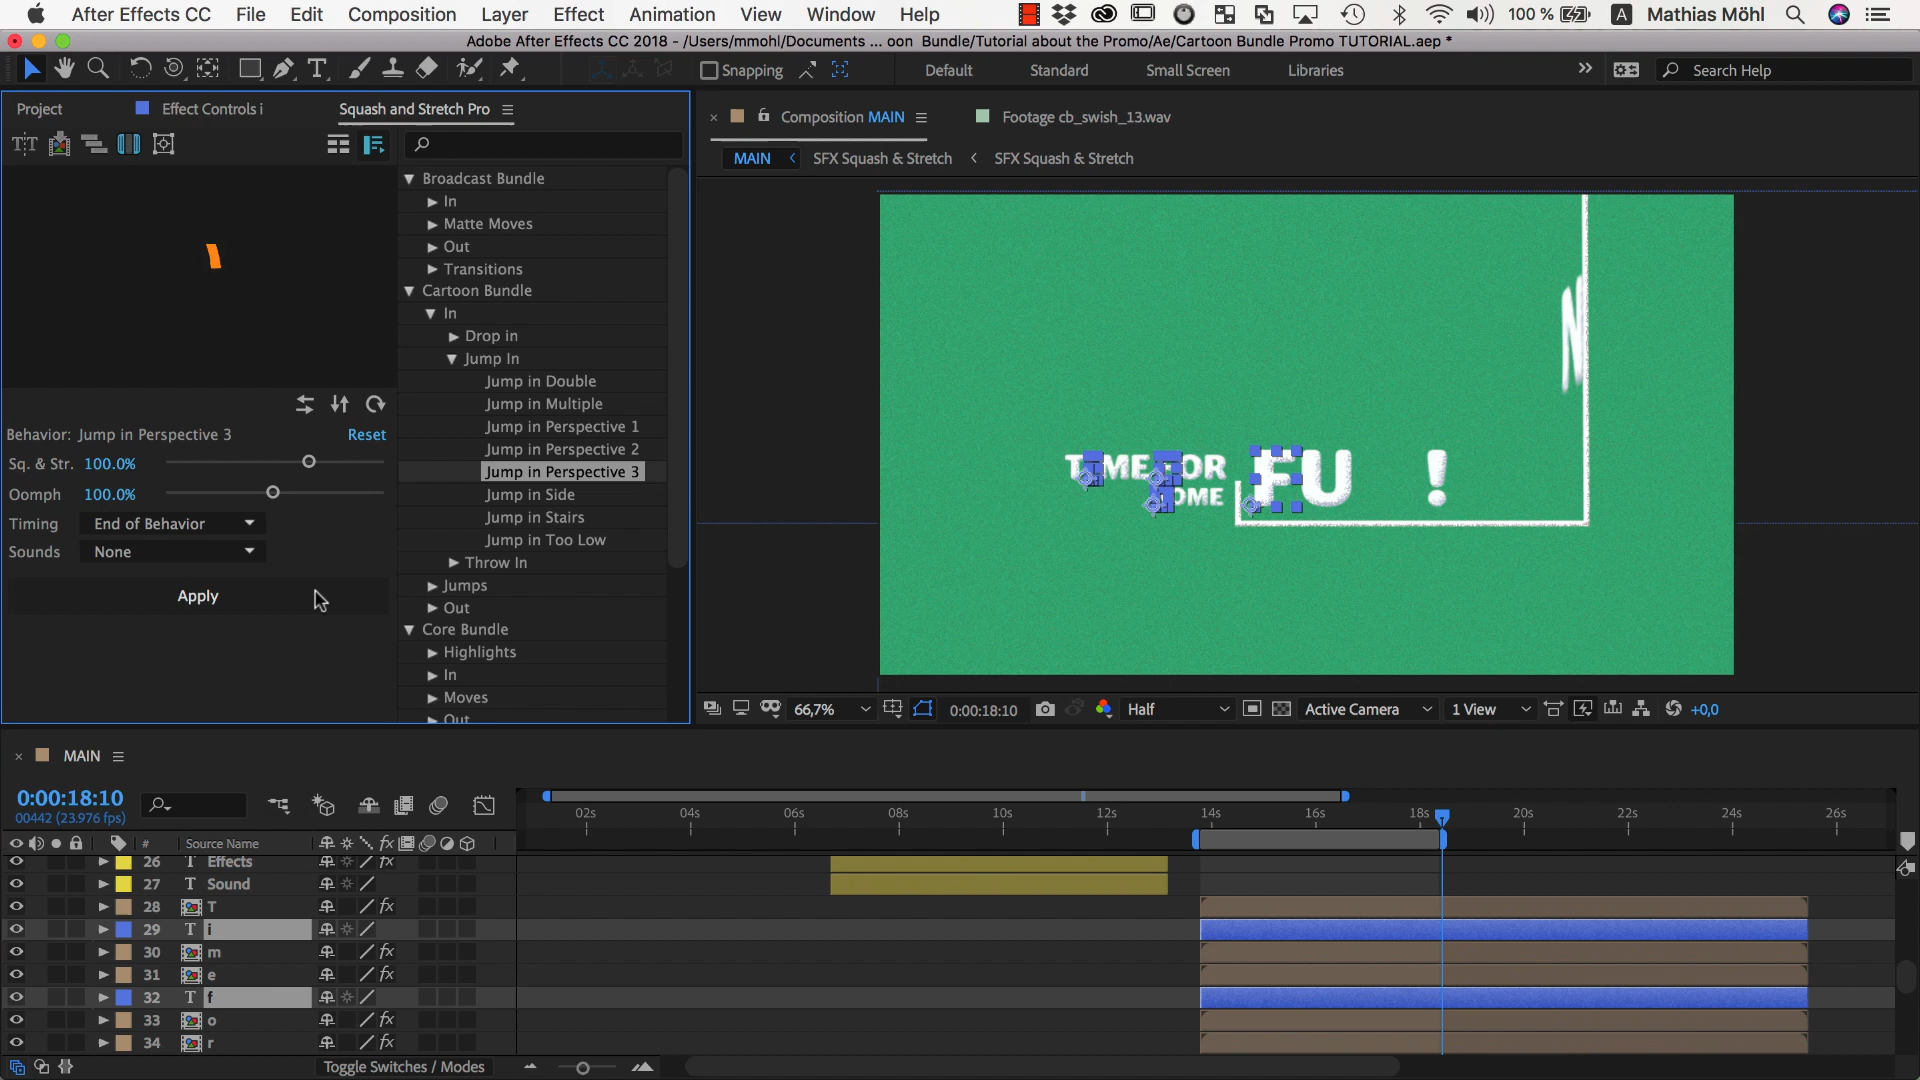 After Effects CC File Edit Composition Layer Effect Animation View Window Help 100 % A Mathias Möhl
Adobe After Effects CC 2018 - /Users/mmohl/Documents ... oon Bundle/Tutorial about the Promo/Ae/Cartoon Bundle Promo TUTORIAL.aep *
Snapping Default Standard Small Screen Libraries Search Help
Project Effect Controls i Squash and Stretch Pro
Composition MAIN Footage cb_swish_13.wav
MAIN SFX Squash & Stretch SFX Squash & Stretch
Broadcast Bundle
In
Matte Moves
Out
Transitions
Cartoon Bundle
In
Drop in
Jump In
Jump in Double
Jump in Multiple
Jump in Perspective 1
Jump in Perspective 2
Jump in Perspective 3
Jump in Side
Jump in Stairs
Jump in Too Low
Throw In
Jumps
Out
Core Bundle
Highlights
In
Moves
Out
Behavior: Jump in Perspective 3 Reset
Sq. & Str. 100.0%
Oomph 100.0%
Timing End of Behavior
Sounds None
Apply
N
FU !
OME
66,7% 0:00:18:10 Half Active Camera 1 View +0,0
MAIN
0:00:18:10
00442 (23.976 fps)
02s 04s 06s 08s 10s 12s 14s 16s 18s 20s 22s 24s 26s
# Source Name
26 T Effects fx
27 T Sound
28 T fx
29 T i
30 m fx
31 e fx
32 T f
33 o fx
34 r fx
Toggle Switches / Modes